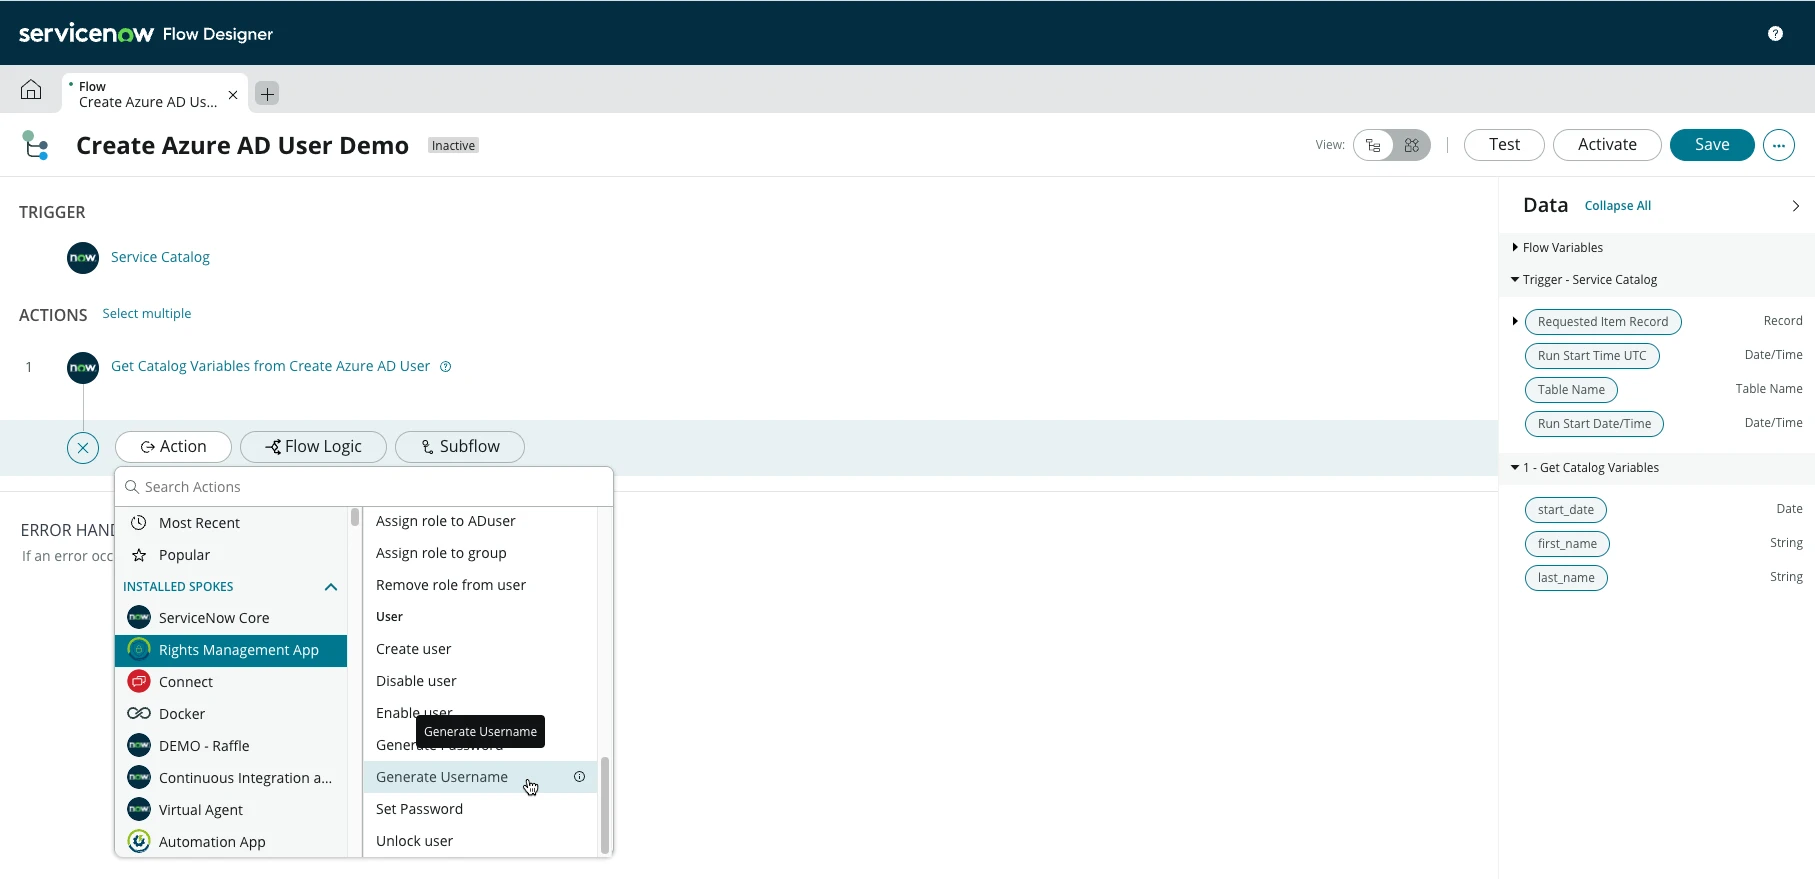 servicenow Flow Designer
?
Flow
Create Azure AD Us...
Create Azure AD User Demo
Inactive
View:
Test
Activate
Save
TRIGGER
now Service Catalog
ACTIONS Select multiple
1 now Get Catalog Variables from Create Azure AD User ?
Action
Flow Logic
Subflow
Search Actions
ERROR HAND
If an error occ
Most Recent
Popular
INSTALLED SPOKES
now ServiceNow Core
Rights Management App
Connect
Docker
now DEMO - Raffle
now Continuous Integration a...
now Virtual Agent
Automation App
Assign role to ADuser
Assign role to group
Remove role from user
User
Create user
Disable user
Enable user
Generate Username
Generate Password
Generate Username
Set Password
Unlock user
Data Collapse All
Flow Variables
Trigger - Service Catalog
Requested Item Record Record
Run Start Time UTC Date/Time
Table Name Table Name
Run Start Date/Time Date/Time
1 - Get Catalog Variables
start_date Date
first_name String
last_name String